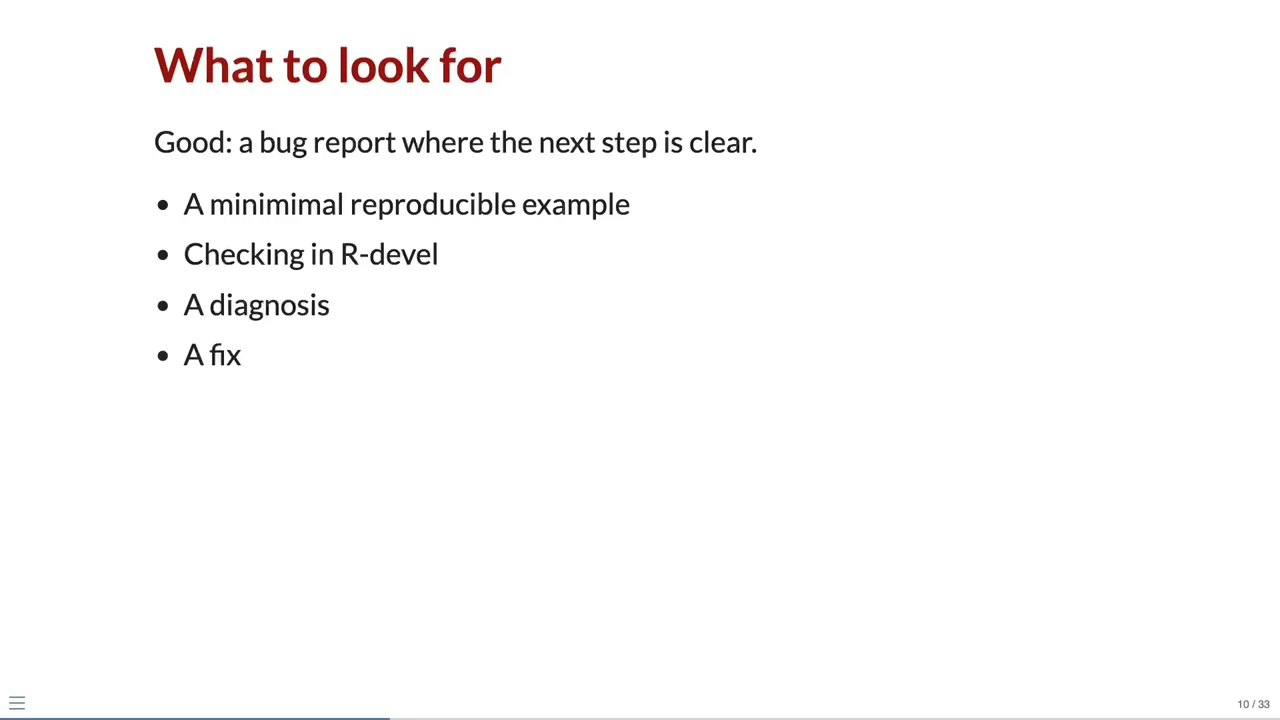 What to look for
Good: a bug report where the next step is clear.
• A minimimal reproducible example
• Checking in R-devel
• A diagnosis
• A fix
10 / 33